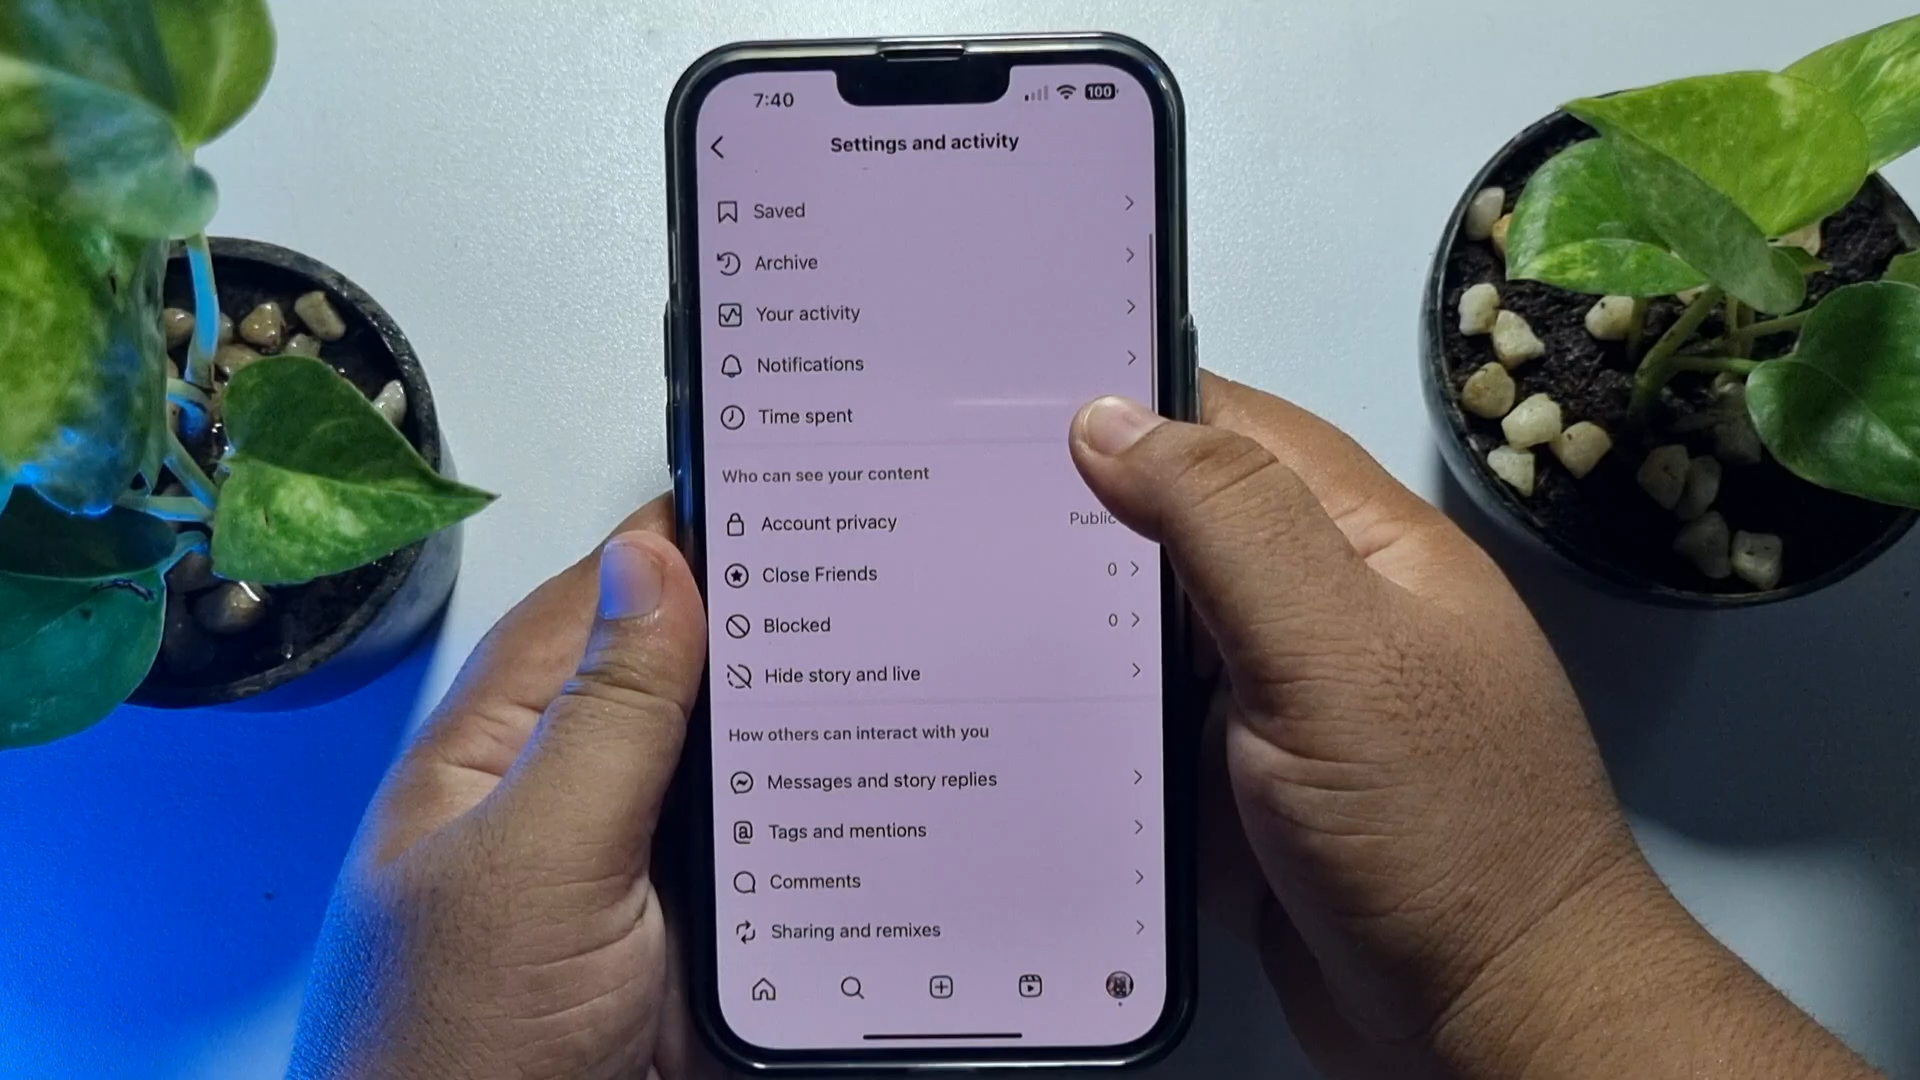 7:40
100
Settings and activity
Saved
Archive
Your activity
Notifications
Time spent
Who can see your content
Account privacy Public
Close Friends 0
Blocked 0
Hide story and live
How others can interact with you
Messages and story replies
Tags and mentions
Comments
Sharing and remixes